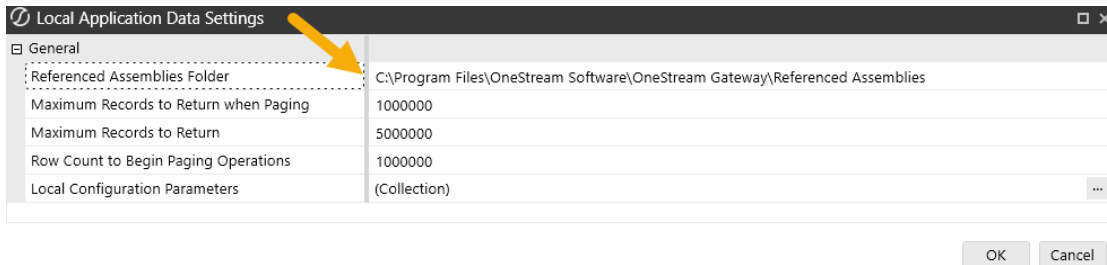 Local Application Data Settings
General
Referenced Assemblies Folder C:\Program Files\OneStream Software\OneStream Gateway\Referenced Assemblies
Maximum Records to Return when Paging 1000000
Maximum Records to Return 5000000
Row Count to Begin Paging Operations 1000000
Local Configuration Parameters (Collection) ...
OK Cancel